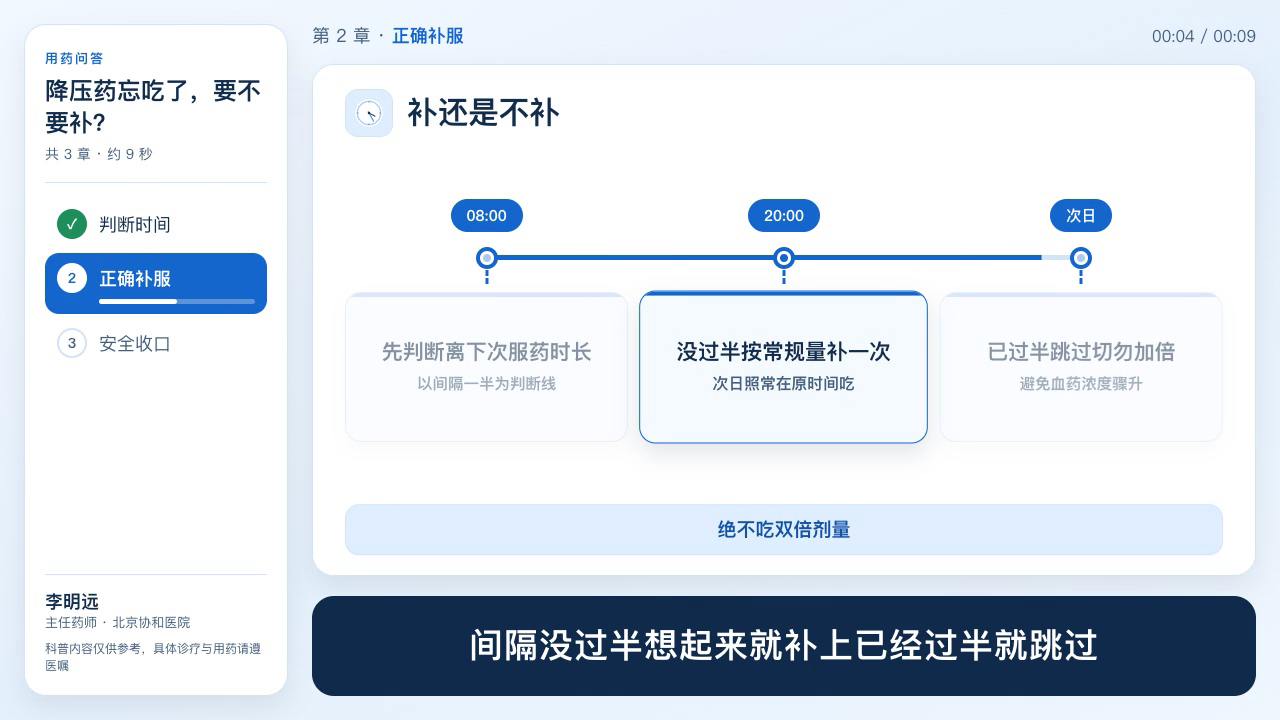 用药问答
降压药忘吃了，要不
要补?
共 3 章 · 约 9 秒
✓ 判断时间
2 正确补服
3 安全收口
李明远
主任药师 · 北京协和医院
科普内容仅供参考，具体诊疗与用药请遵
医嘱
第 2 章 · 正确补服
00:04 / 00:09
补还是不补
08:00
20:00
次日
先判断离下次服药时长
以间隔一半为判断线
没过半按常规量补一次
次日照常在原时间吃
已过半跳过切勿加倍
避免血药浓度骤升
绝不吃双倍剂量
间隔没过半想起来就补上已经过半就跳过